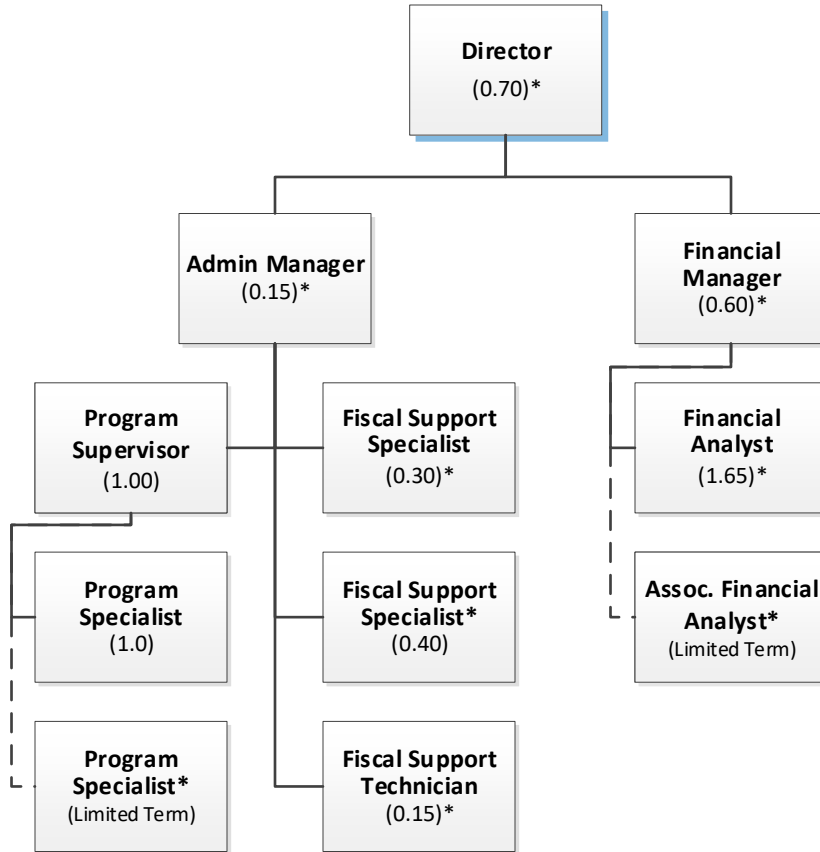 Director
(0.70)*
Admin Manager
(0.15)*
Financial
Manager
(0.60)*
Program
Supervisor
(1.00)
Fiscal Support
Specialist
(0.30)*
Financial
Analyst
(1.65)*
Program
Specialist
(1.0)
Fiscal Support
Specialist*
(0.40)
Assoc. Financial
Analyst*
(Limited Term)
Program
Specialist*
(Limited Term)
Fiscal Support
Technician
(0.15)*